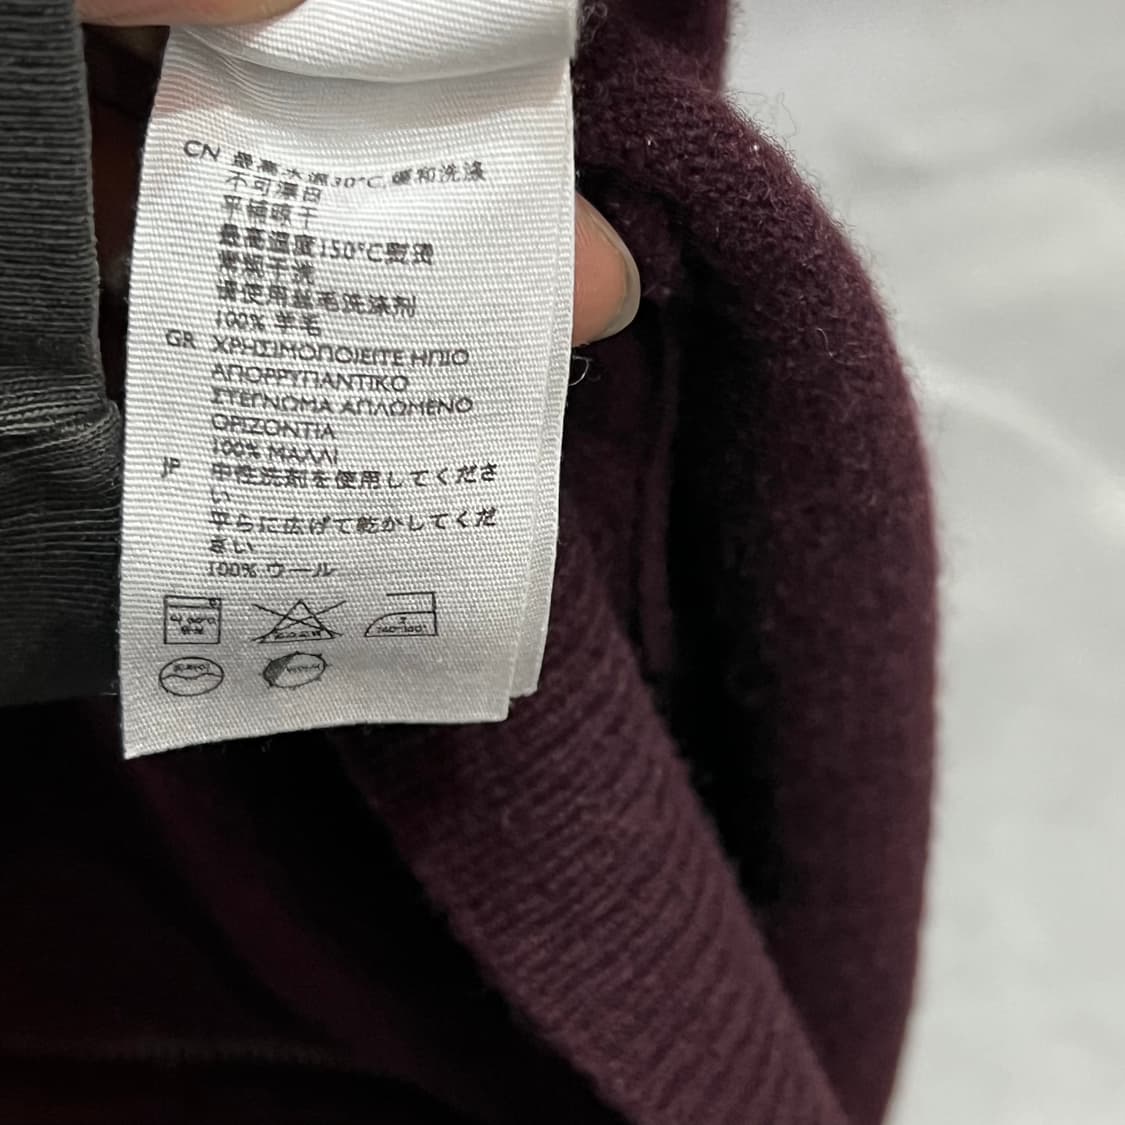 CN 最高水温30°C,缓和洗涤
不可漂白
平铺晾干
最高温度150°C熨烫
常规干洗
请使用丝毛洗涤剂
100% 羊毛
GR ΧΡΗΣΙΜΟΠΟΙΕΙΤΕ ΗΠΙΟ
ΑΠΟΡΡΥΠΑΝΤΙΚΟ
ΣΤΕΓΝΩΜΑ ΑΠΛΩΜΕΝΟ
ΟΡΙΖΟΝΤΙΑ
100% ΜΑΛΛΙ
JP 中性洗剤を使用してくださ
い
平らに広げて乾かしてくだ
さい
100% ウール